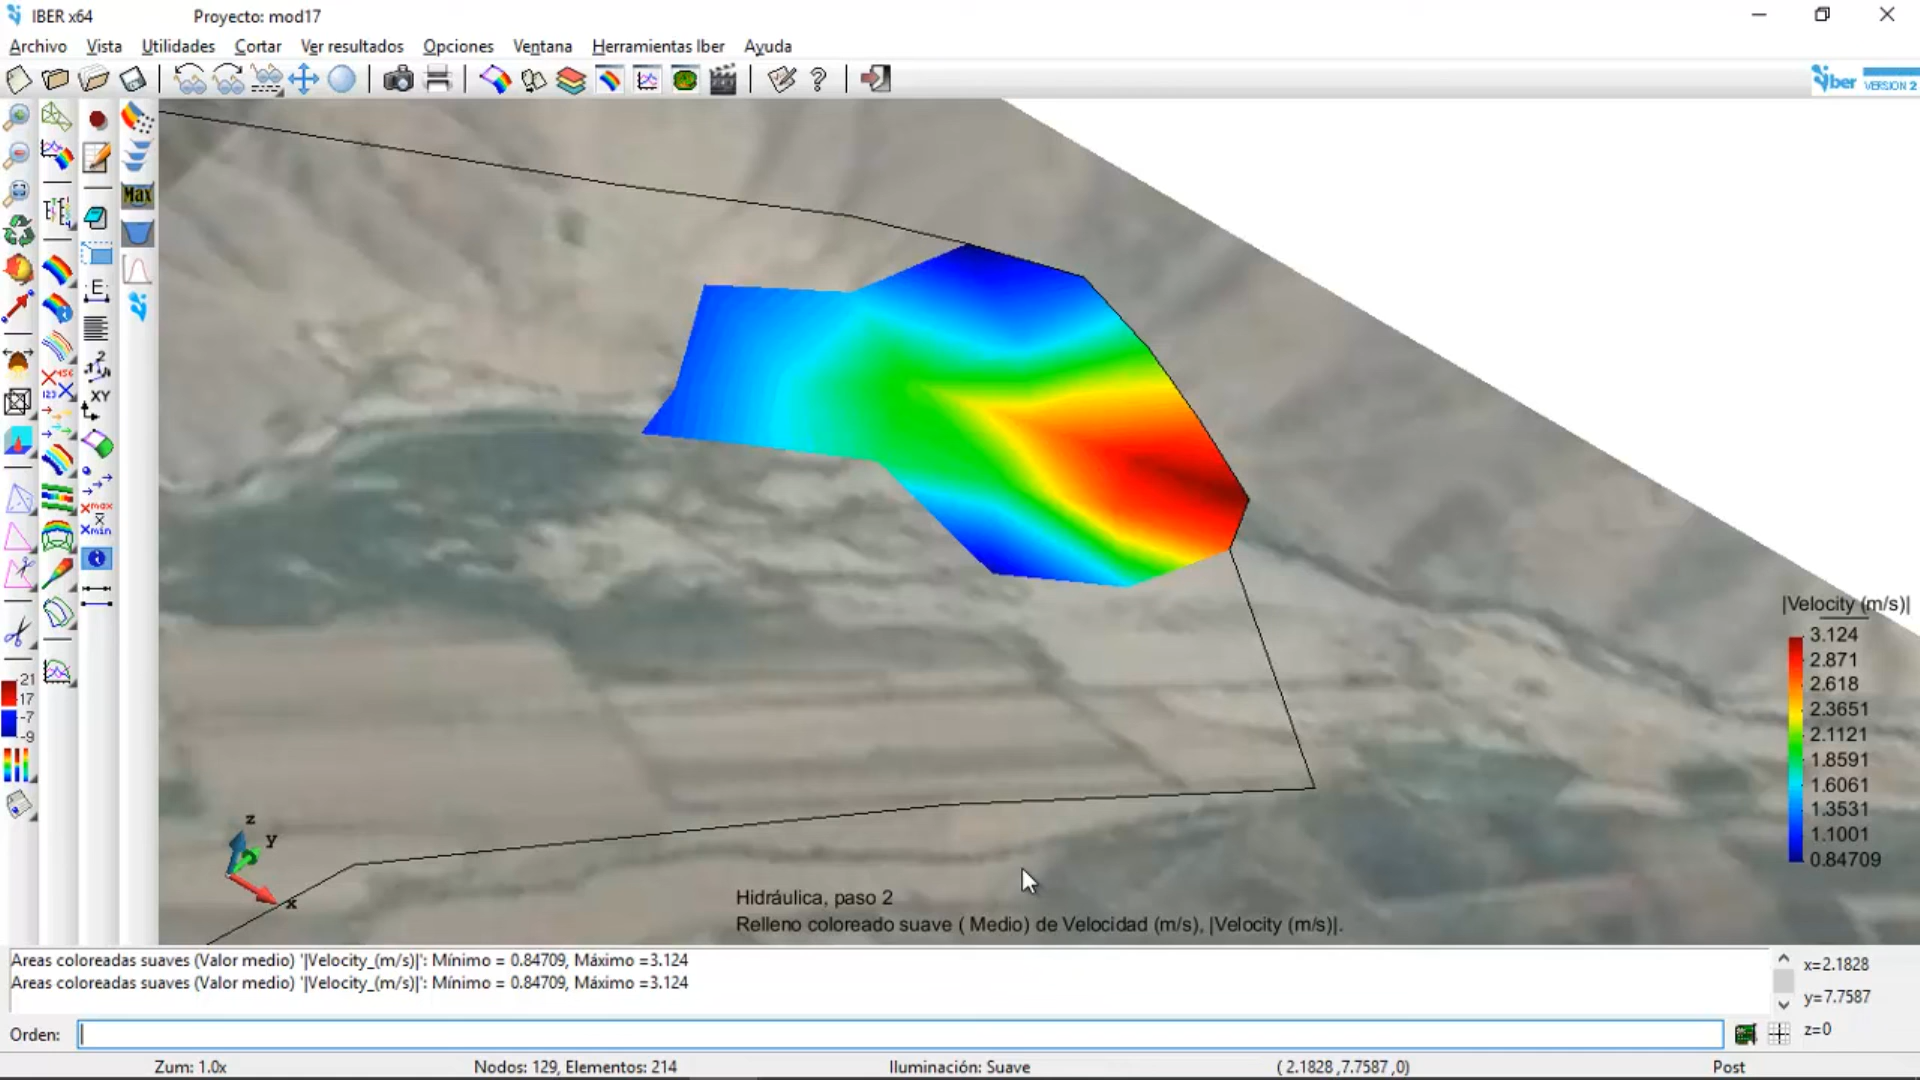 IBER x64
Proyecto: mod17
Archivo Vista Utilidades Cortar Ver resultados Opciones Ventana Herramientas Iber Ayuda
Iber VERSION 2
Max
E
XY
21
17
-7
-9
z
y
x
|Velocity (m/s)|
3.124
2.871
2.618
2.3651
2.1121
1.8591
1.6061
1.3531
1.1001
0.84709
Hidráulica, paso 2
Relleno coloreado suave ( Medio) de Velocidad (m/s), |Velocity (m/s)|.
Areas coloreadas suaves (Valor medio) '|Velocity_(m/s)|': Mínimo = 0.84709, Máximo =3.124
Areas coloreadas suaves (Valor medio) '|Velocity_(m/s)|': Mínimo = 0.84709, Máximo =3.124
x=2.1828
y=7.7587
z=0
Orden:
Zum: 1.0x
Nodos: 129, Elementos: 214
Iluminación: Suave
( 2.1828 ,7.7587 ,0)
Post